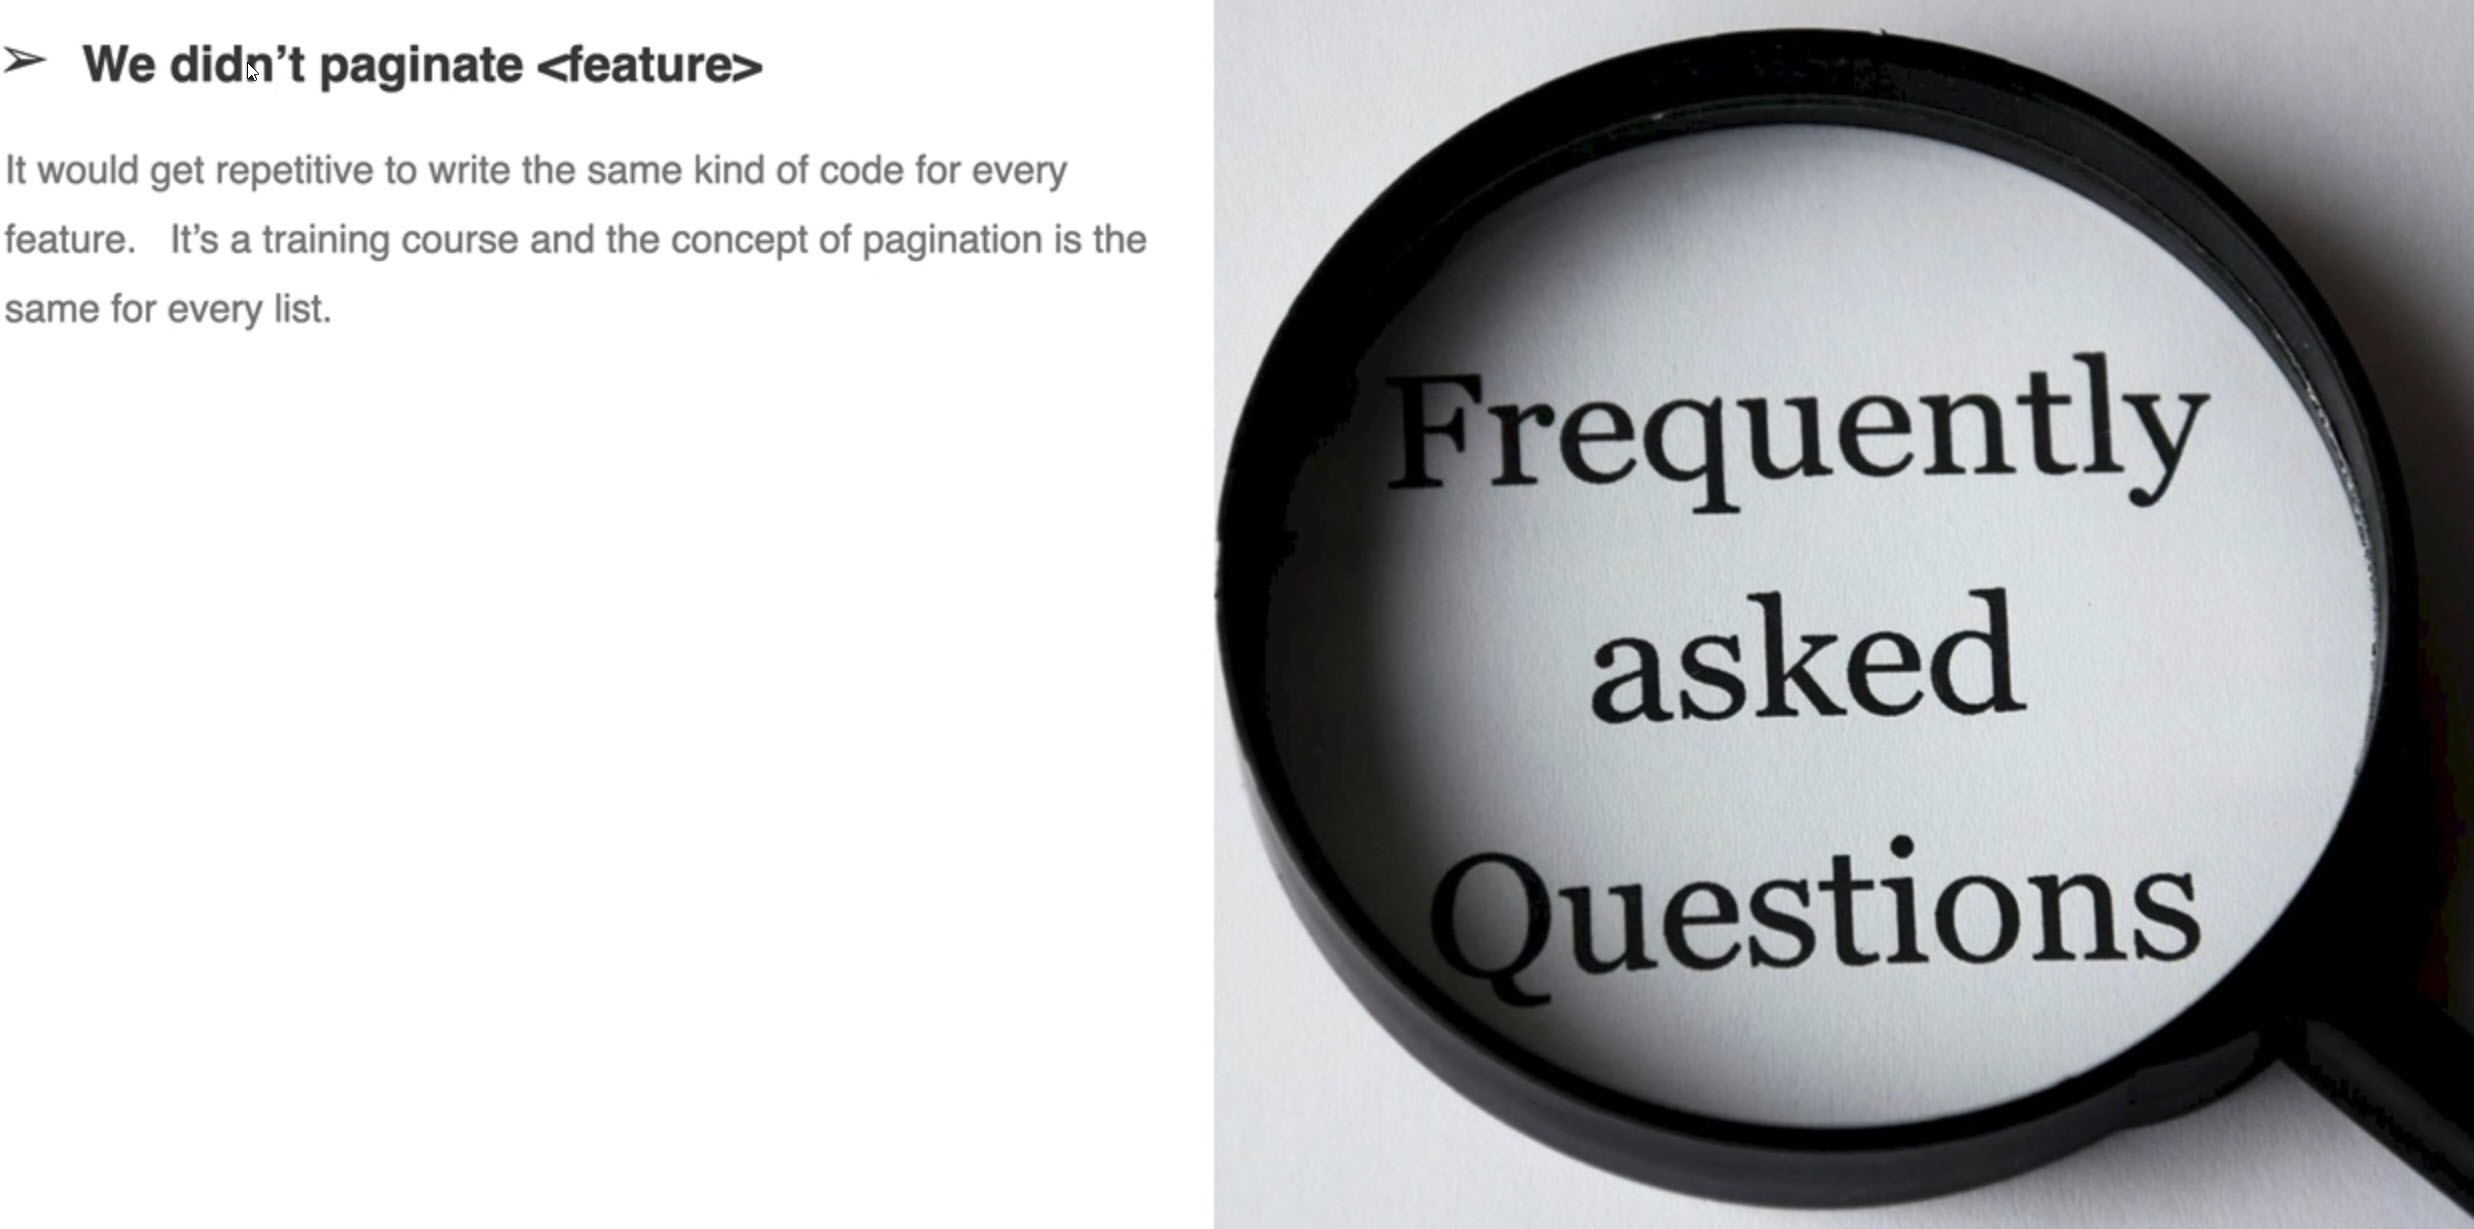 ➢ We didn’t paginate <feature>
It would get repetitive to write the same kind of code for every
feature. It’s a training course and the concept of pagination is the
same for every list.
Frequently
asked
Questions